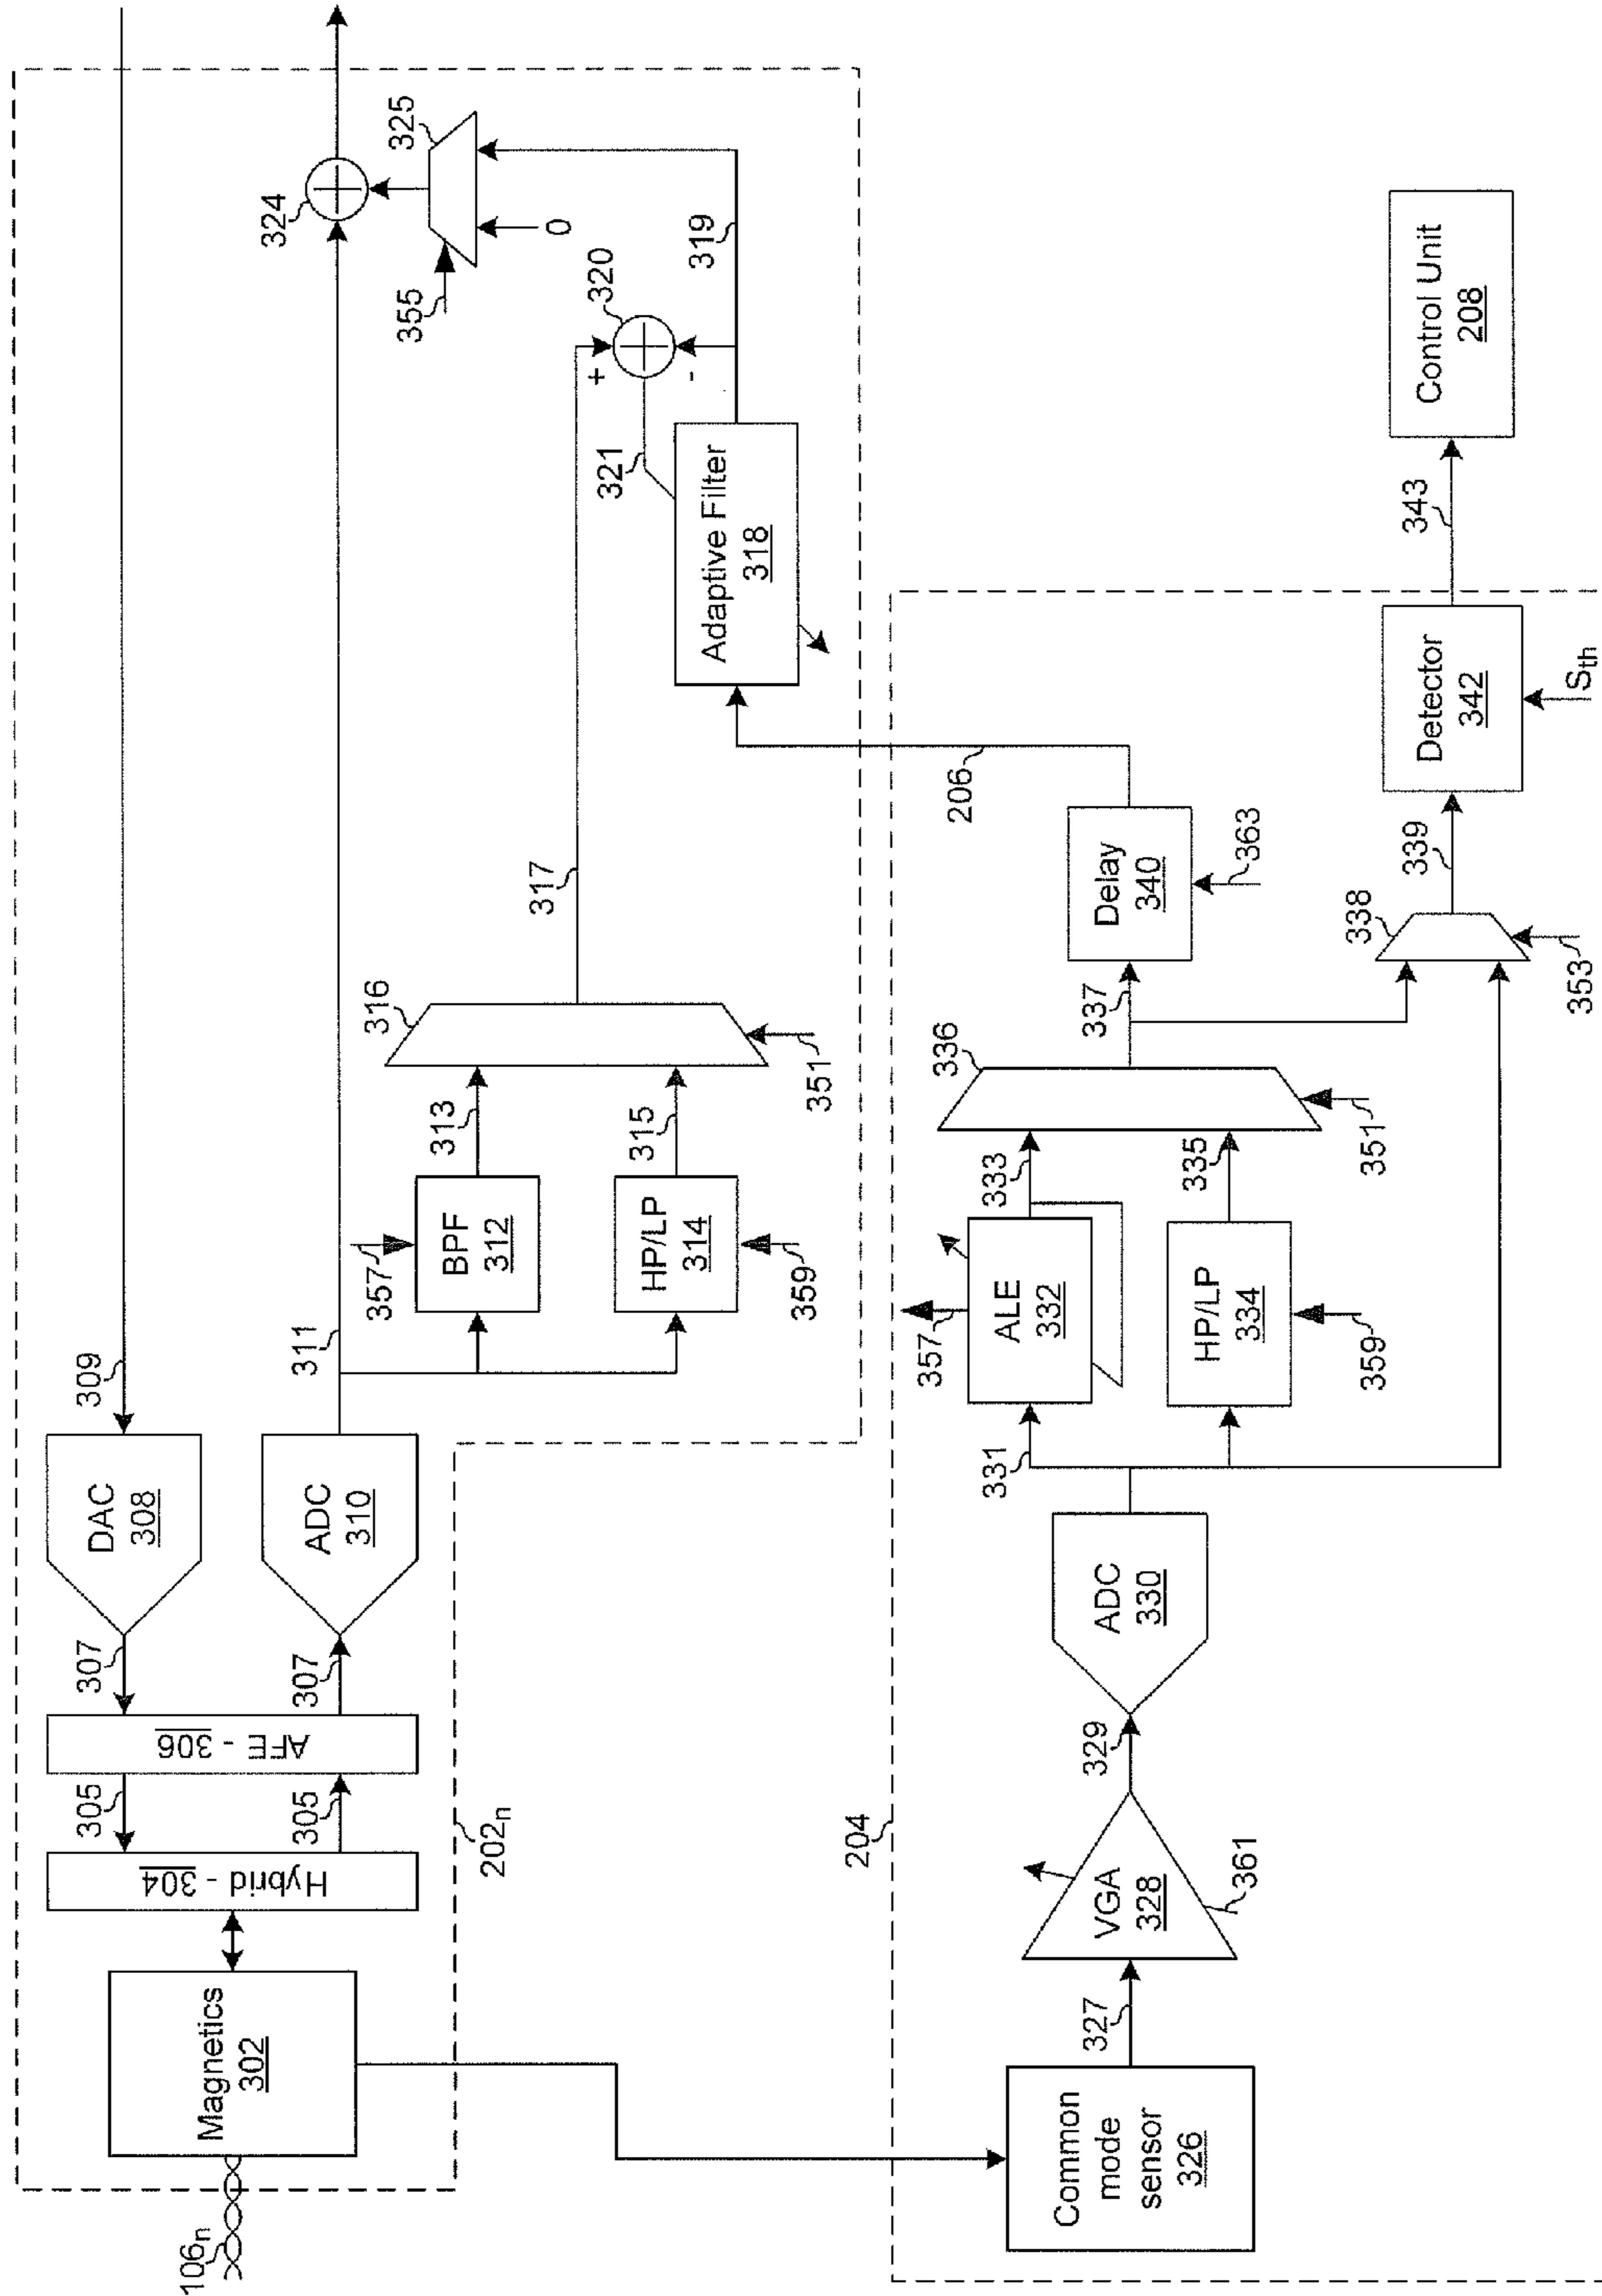 309
324
325
355
0
319
320
+
-
321
Adaptive Filter
318
317
316
351
313
315
357
BPF
312
HP/LP
314
359
311
DAC
308
ADC
310
307
307
AFE - 306
305
305
Hybrid - 304
Magnetics
302
106n
202n
204
Common
mode
sensor
326
327
VGA
328
361
329
ADC
330
331
357
ALE
332
333
HP/LP
334
359
335
336
351
337
Delay
340
363
206
338
353
339
Detector
342
Sth
343
Control Unit
208